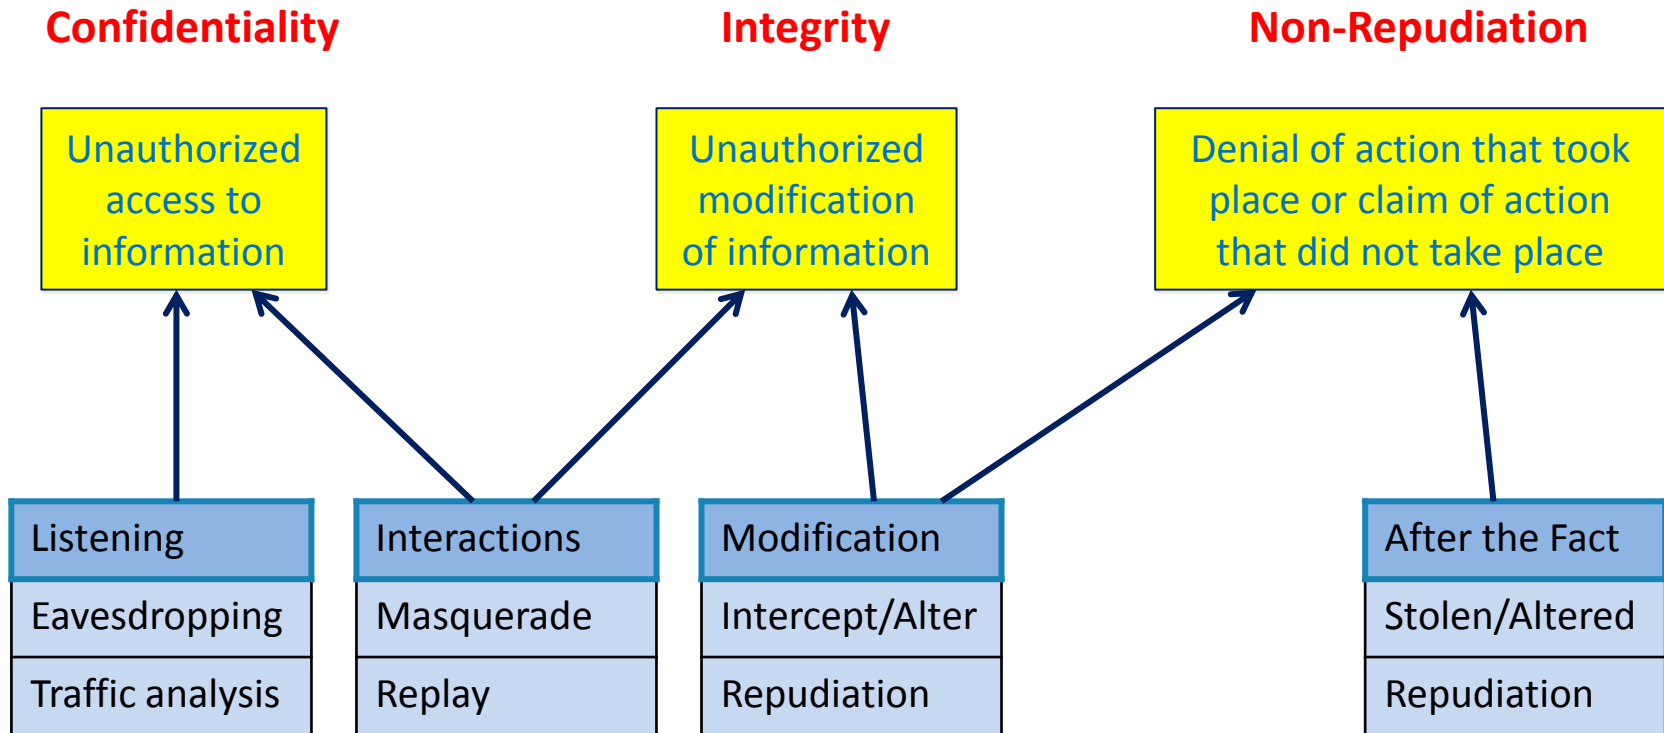 Confidentiality
Integrity
Non-Repudiation
Unauthorized
access to
information
Unauthorized
modification
of information
Denial of action that took
place or claim of action
that did not take place
Listening
Eavesdropping
Traffic analysis
Interactions
Masquerade
Replay
Modification
Intercept/Alter
Repudiation
After the Fact
Stolen/Altered
Repudiation